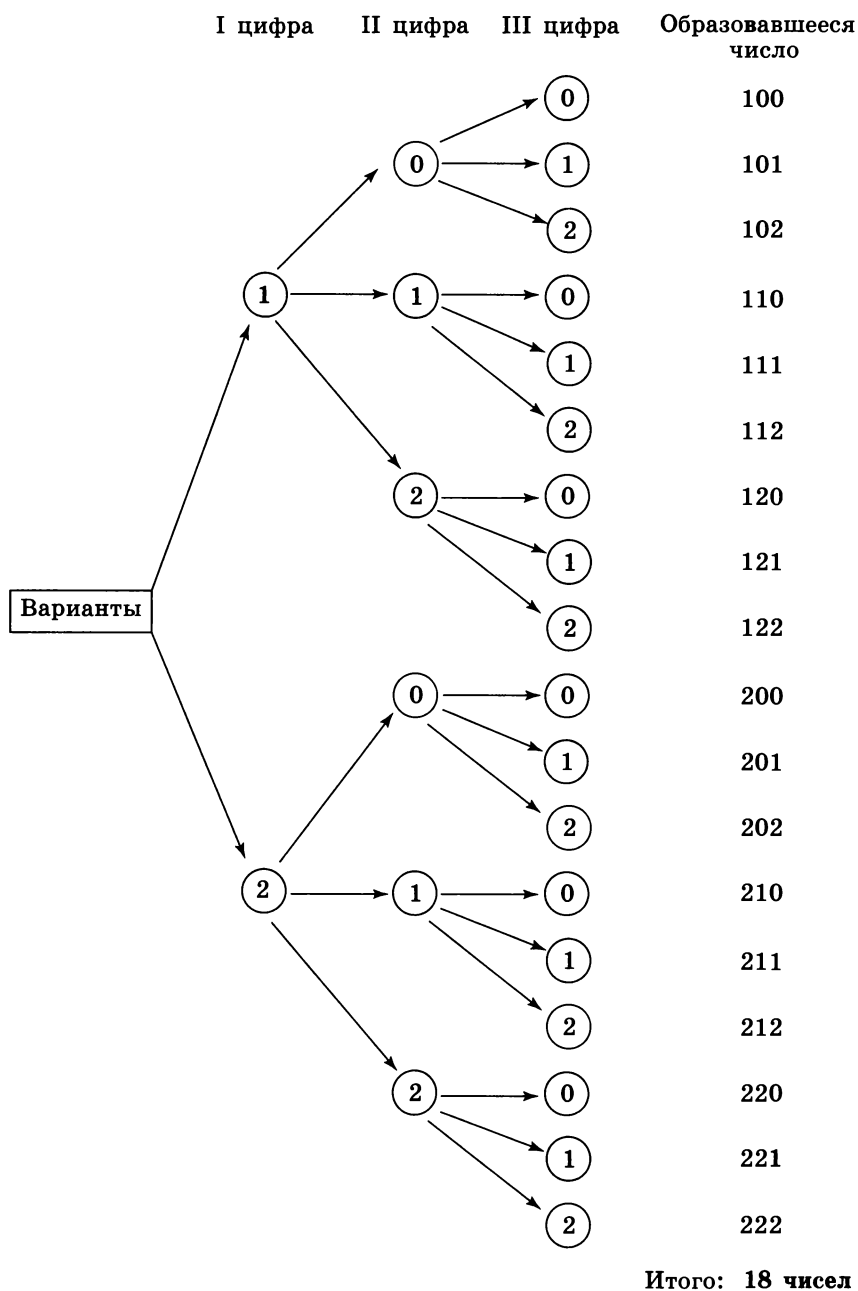 I цифра II цифра III цифра Образовавшееся
число
0 100
0 1 101
2 102
1 1 0 110
1 111
2 112
2 0 120
1 121
Варианты 2 122
0 0 200
1 201
2 202
2 1 0 210
1 211
2 212
2 0 220
1 221
2 222
Итого: 18 чисел